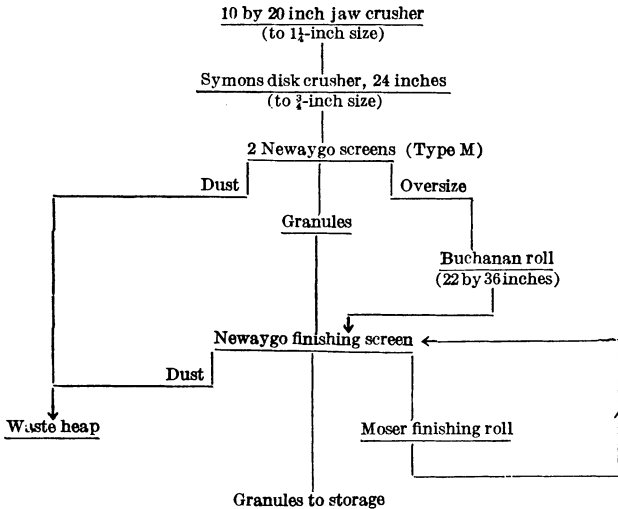 10 by 20 inch jaw crusher
(to 1¼-inch size)
Symons disk crusher, 24 inches
(to ¾-inch size)
2 Newaygo screens (Type M)
Dust
Oversize
Granules
Buchanan roll
(22 by 36 inches)
Newaygo finishing screen
Dust
Waste heap
Moser finishing roll
Granules to storage